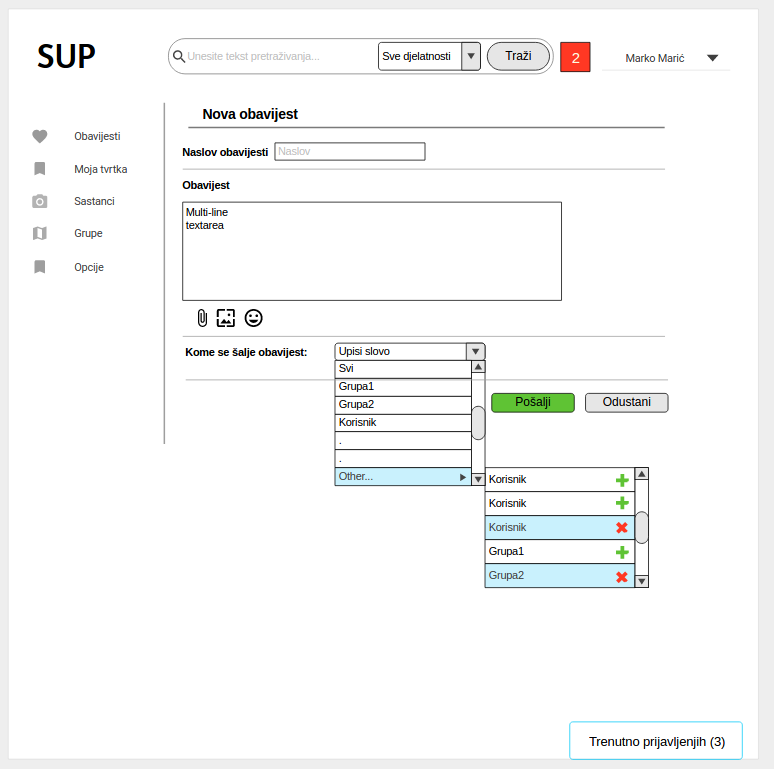 SUP
Unesite tekst pretraživanja...
Sve djelatnosti
Traži
2
Marko Marić
Obavijesti
Moja tvrtka
Sastanci
Grupe
Opcije
Nova obavijest
Naslov obavijesti
Naslov
Obavijest
Multi-line
textarea
Kome se šalje obavijest:
Upisi slovo
Svi
Grupa1
Grupa2
Korisnik
.
.
Other...
Pošalji
Odustani
Korisnik
Korisnik
Korisnik
Grupa1
Grupa2
Trenutno prijavljenjih (3)